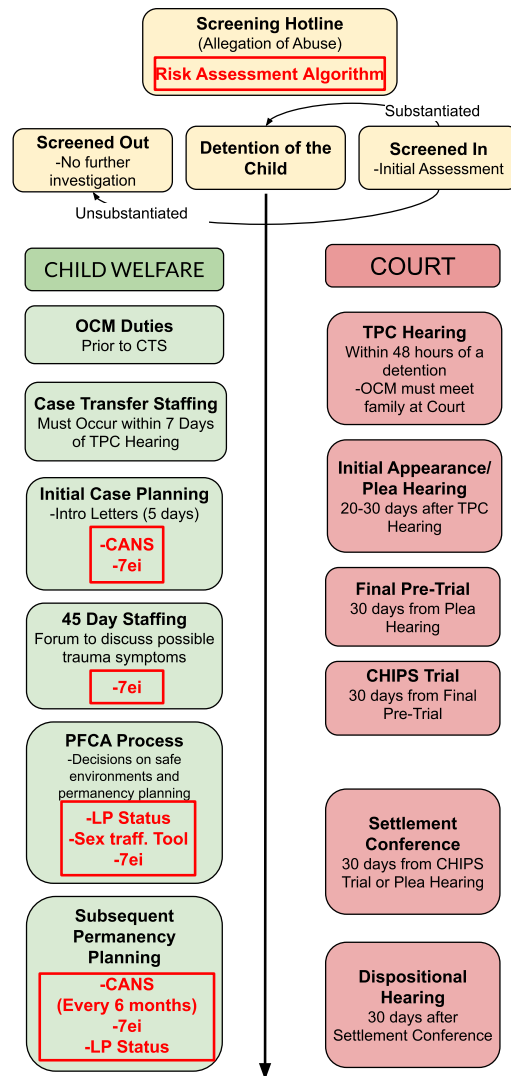 Screening Hotline
(Allegation of Abuse)
Risk Assessment Algorithm
Substantiated
Screened Out
-No further
investigation
Detention of the
Child
Screened In
-Initial Assessment
Unsubstantiated
CHILD WELFARE
OCM Duties
Prior to CTS
Case Transfer Staffing
Must Occur within 7 Days
of TPC Hearing
Initial Case Planning
-Intro Letters (5 days)
-CANS
-7ei
45 Day Staffing
Forum to discuss possible
trauma symptoms
-7ei
PFCA Process
-Decisions on safe
environments and
permanency planning
-LP Status
-Sex traff. Tool
-7ei
Subsequent
Permanency
Planning
-CANS
(Every 6 months)
-7ei
-LP Status
COURT
TPC Hearing
Within 48 hours of a
detention
-OCM must meet
family at Court
Initial Appearance/
Plea Hearing
20-30 days after TPC
Hearing
Final Pre-Trial
30 days from Plea
Hearing
CHIPS Trial
30 days from Final
Pre-Trial
Settlement
Conference
30 days from CHIPS
Trial or Plea Hearing
Dispositional
Hearing
30 days after
Settlement Conference